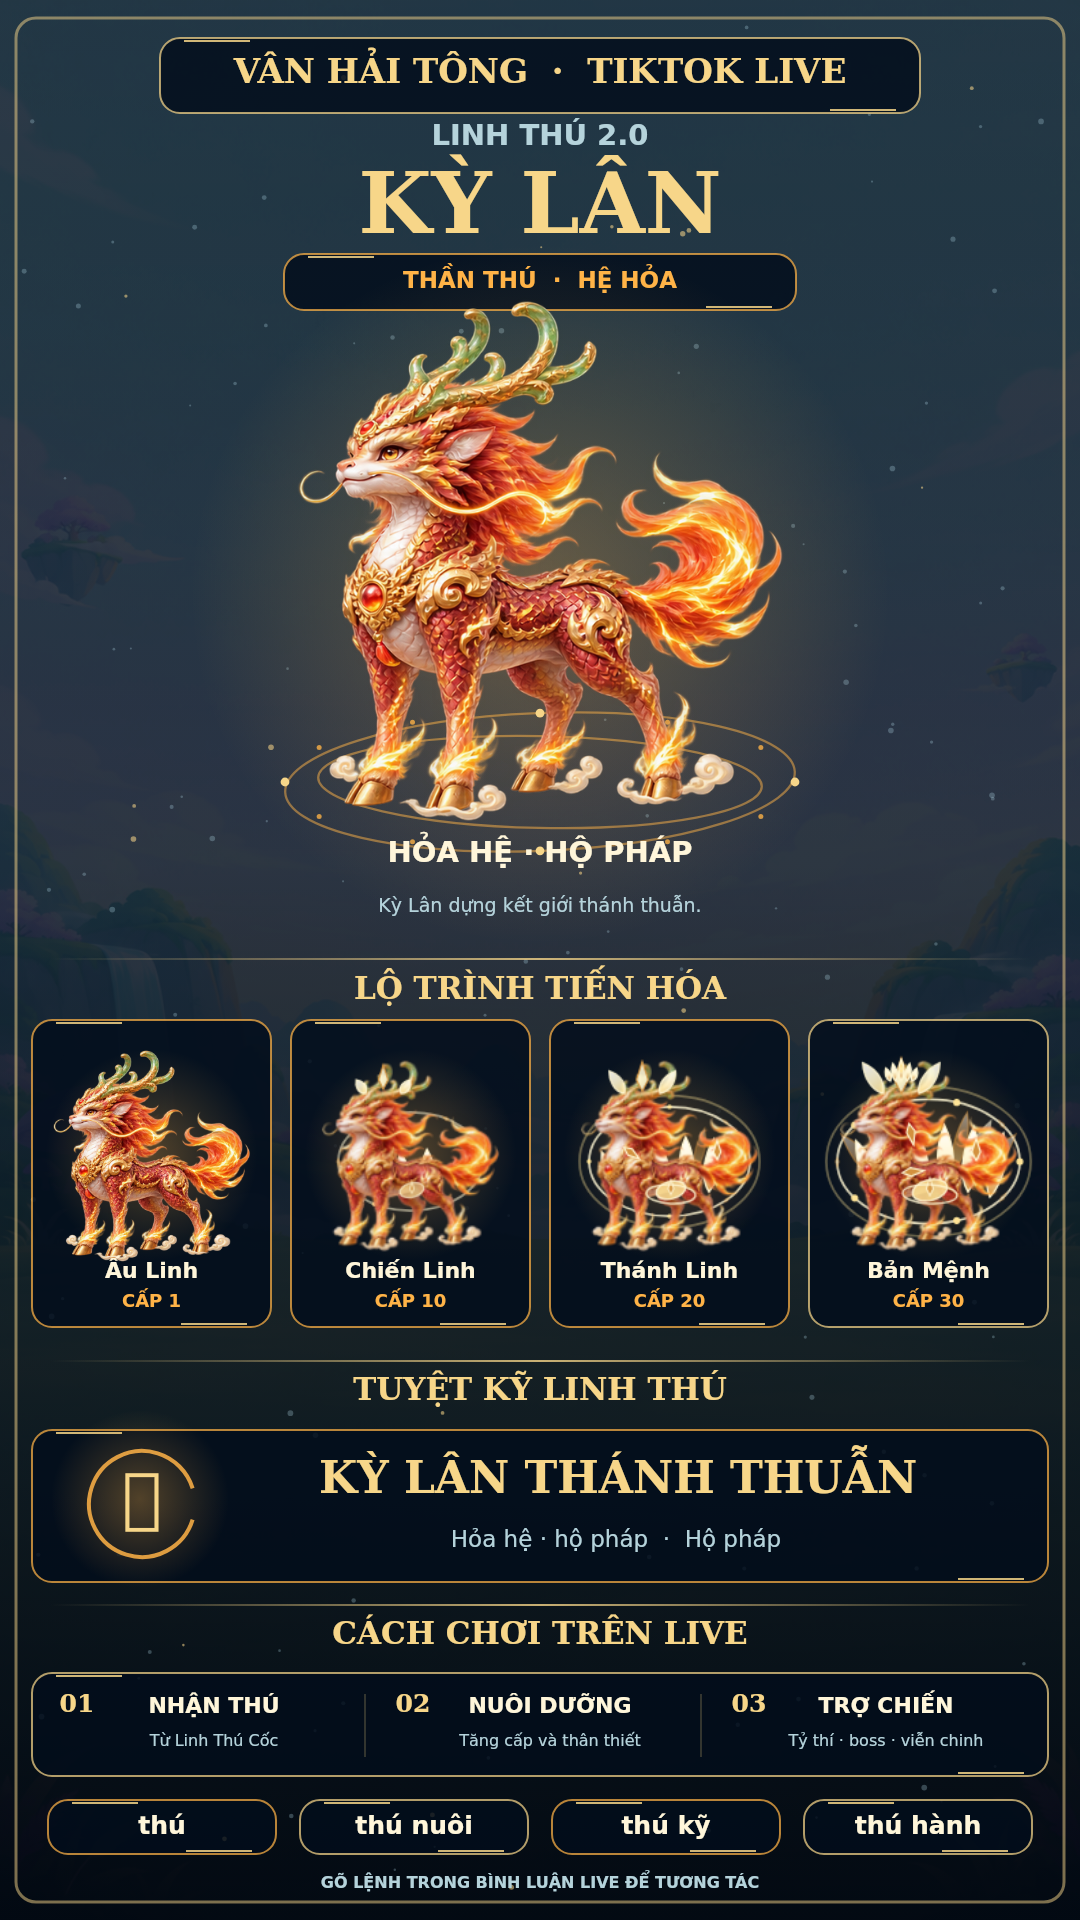 VÂN HẢI TÔNG · TIKTOK LIVE
LINH THÚ 2.0
KỲ LÂN
THẦN THÚ · HỆ HỎA
HỎA HỆ · HỘ PHÁP
Kỳ Lân dựng kết giới thánh thuẫn.
LỘ TRÌNH TIẾN HÓA
Ấu Linh
CẤP 1
Chiến Linh
CẤP 10
Thánh Linh
CẤP 20
Bản Mệnh
CẤP 30
TUYỆT KỸ LINH THÚ
KỲ LÂN THÁNH THUẪN
Hỏa hệ · hộ pháp · Hộ pháp
CÁCH CHƠI TRÊN LIVE
01 NHẬN THÚ
Từ Linh Thú Cốc
02 NUÔI DƯỠNG
Tăng cấp và thân thiết
03 TRỢ CHIẾN
Tỷ thí · boss · viễn chinh
thú
thú nuôi
thú kỹ
thú hành
GÕ LỆNH TRONG BÌNH LUẬN LIVE ĐỂ TƯƠNG TÁC